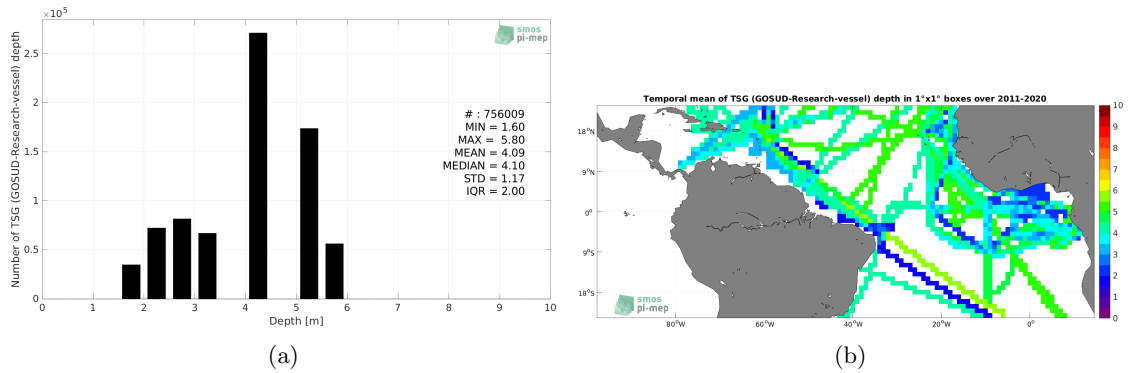 ×10⁵
smos
pi-mep
Number of TSG (GOSUD-Research-vessel) depth
2.5
2
1.5
1
0.5
0
# : 756009
MIN = 1.60
MAX = 5.80
MEAN = 4.09
MEDIAN = 4.10
STD = 1.17
IQR = 2.00
0 1 2 3 4 5 6 7 8 9 10
Depth [m]
(a)
Temporal mean of TSG (GOSUD-Research-vessel) depth in 1°x1° boxes over 2011-2020
18°N
9°N
0°
9°S
18°S
80°W 60°W 40°W 20°W 0°
smos
pi-mep
10
9
8
7
6
5
4
3
2
1
0
(b)